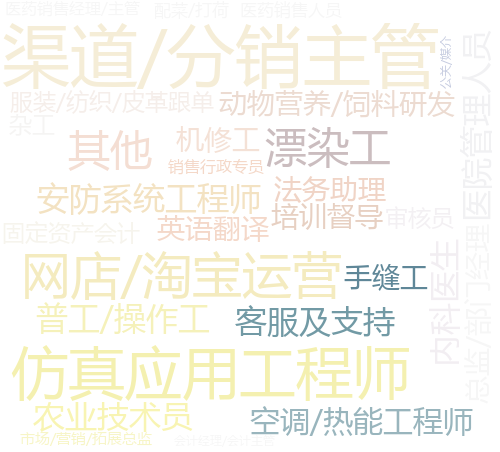 医药销售经理/主管
配菜/打荷
医药销售人员
渠道/分销主管
公关/媒介
医院管理人员
服装/纺织/皮革跟单
动物营养/饲料研发
杂工
其他
机修工
漂染工
销售行政专员
安防系统工程师
法务助理
培训督导
审核员
英语翻译
固定资产会计
内科医生
总监/部门经理
网店/淘宝运营
手缝工
普工/操作工
客服及支持
仿真应用工程师
农业技术员
空调/热能工程师
市场/营销/拓展总监
会计经理/会计主管